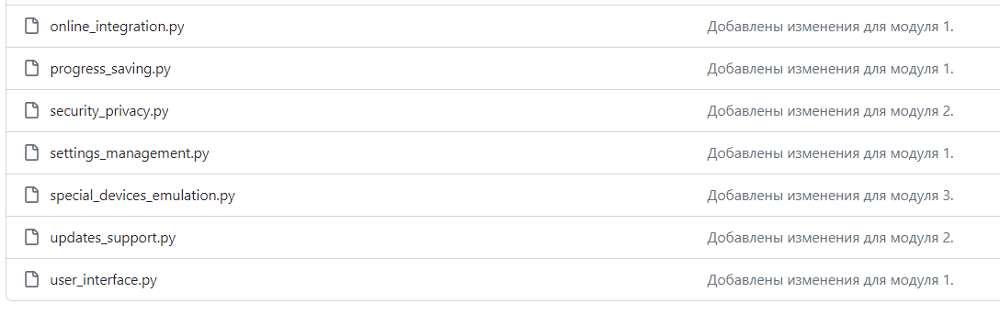 online_integration.py Добавлены изменения для модуля 1.
progress_saving.py Добавлены изменения для модуля 1.
security_privacy.py Добавлены изменения для модуля 2.
settings_management.py Добавлены изменения для модуля 1.
special_devices_emulation.py Добавлены изменения для модуля 3.
updates_support.py Добавлены изменения для модуля 2.
user_interface.py Добавлены изменения для модуля 1.